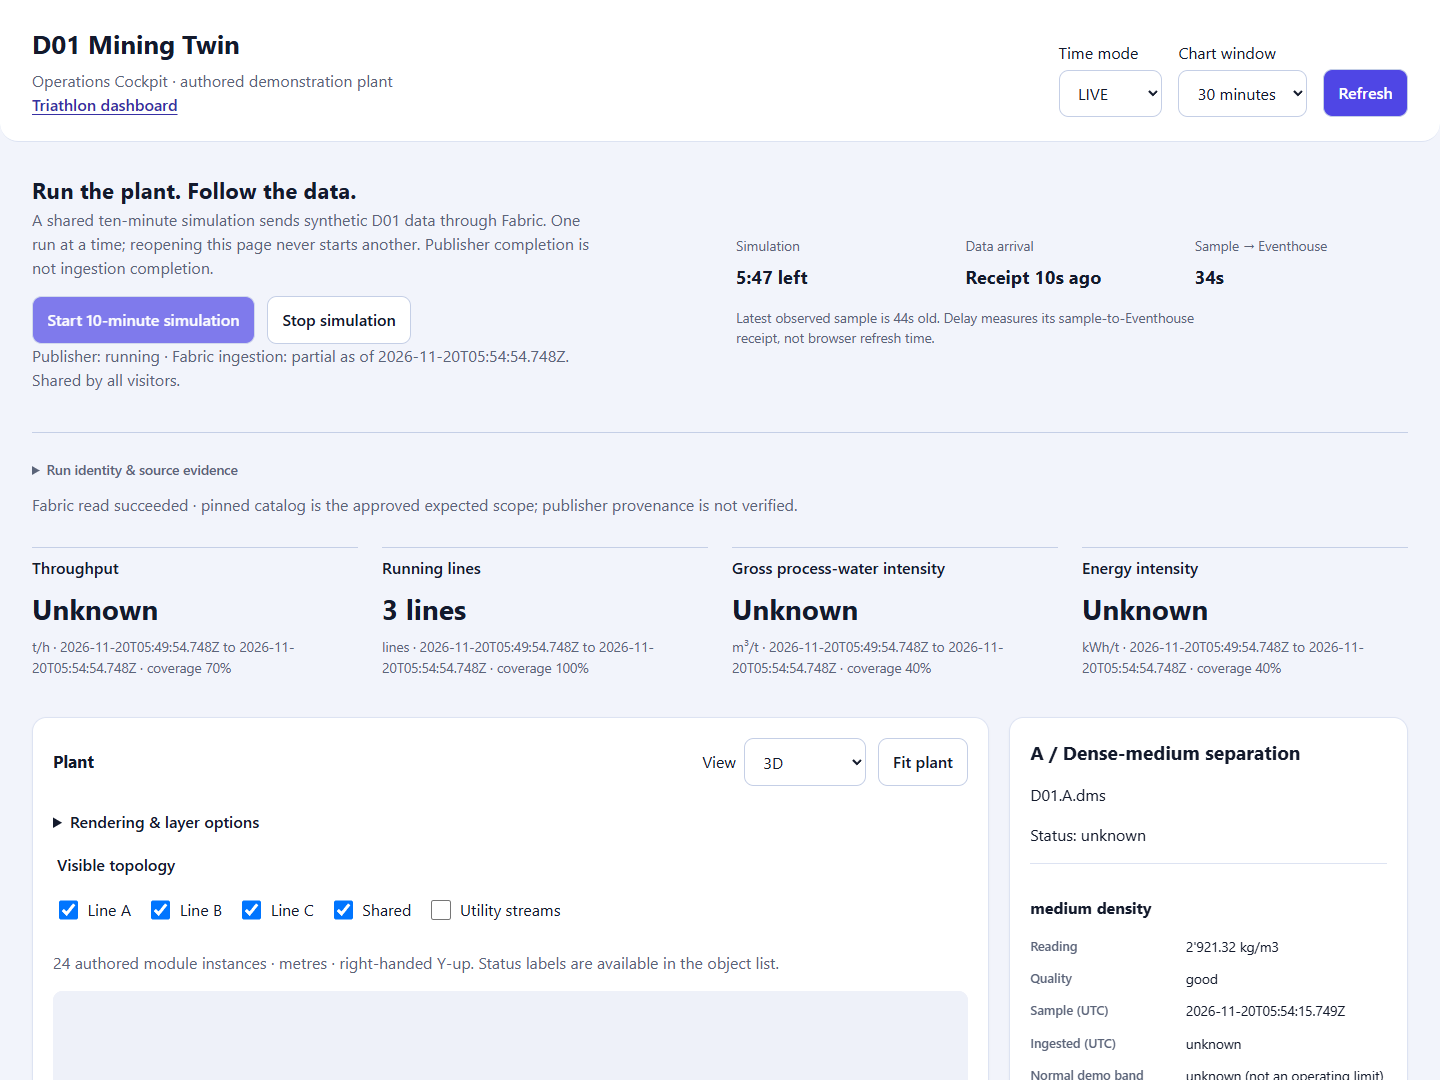 D01 Mining Twin
Operations Cockpit · authored demonstration plant
Triathlon dashboard
Time mode
Chart window
LIVE
30 minutes
Refresh
Run the plant. Follow the data.
A shared ten-minute simulation sends synthetic D01 data through Fabric. One
run at a time; reopening this page never starts another. Publisher completion is
not ingestion completion.
Start 10-minute simulation
Stop simulation
Publisher: running · Fabric ingestion: partial as of 2026-11-20T05:54:54.748Z.
Shared by all visitors.
Simulation
5:47 left
Data arrival
Receipt 10s ago
Sample → Eventhouse
34s
Latest observed sample is 44s old. Delay measures its sample-to-Eventhouse
receipt, not browser refresh time.
Run identity & source evidence
Fabric read succeeded · pinned catalog is the approved expected scope; publisher provenance is not verified.
Throughput
Unknown
t/h · 2026-11-20T05:49:54.748Z to 2026-11-
20T05:54:54.748Z · coverage 70%
Running lines
3 lines
lines · 2026-11-20T05:49:54.748Z to 2026-11-
20T05:54:54.748Z · coverage 100%
Gross process-water intensity
Unknown
m³/t · 2026-11-20T05:49:54.748Z to 2026-11-
20T05:54:54.748Z · coverage 40%
Energy intensity
Unknown
kWh/t · 2026-11-20T05:49:54.748Z to 2026-11-
20T05:54:54.748Z · coverage 40%
Plant
View
3D
Fit plant
Rendering & layer options
Visible topology
Line A
Line B
Line C
Shared
Utility streams
24 authored module instances · metres · right-handed Y-up. Status labels are available in the object list.
A / Dense-medium separation
D01.A.dms
Status: unknown
medium density
Reading
2'921.32 kg/m3
Quality
good
Sample (UTC)
2026-11-20T05:54:15.749Z
Ingested (UTC)
unknown
Normal demo band
unknown (not an operating limit)